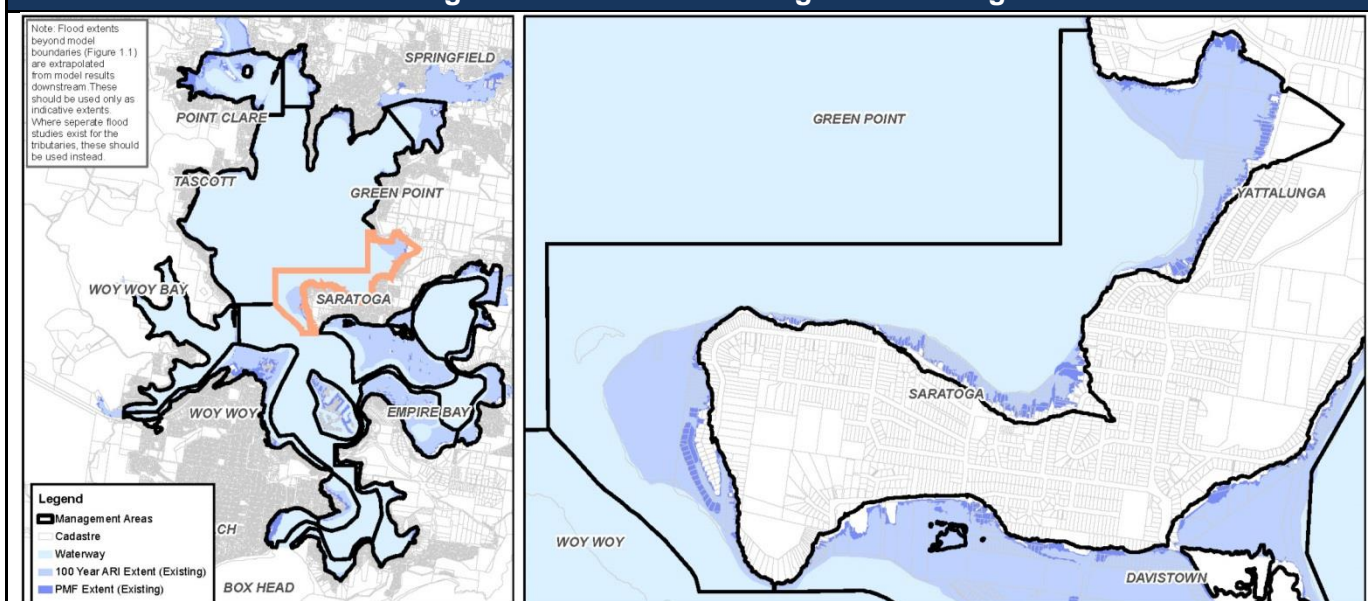 Note: Flood extents
beyond model
boundaries (Figure 1.1)
are extrapolated
from model results
downstream.These
should be used only as
indicative extents.
Where seperate flood
studies exist for the
tributaries, these should
be used instead.
SPRINGFIELD
POINT CLARE
TASCOTT
GREEN POINT
WOY WOY BAY
SARATOGA
WOY WOY
EMPIRE BAY
CH
BOX HEAD
Legend
Management Areas
Cadastre
Waterway
100 Year ARI Extent (Existing)
PMF Extent (Existing)
GREEN POINT
YATTALUNGA
SARATOGA
WOY WOY
DAVISTOWN